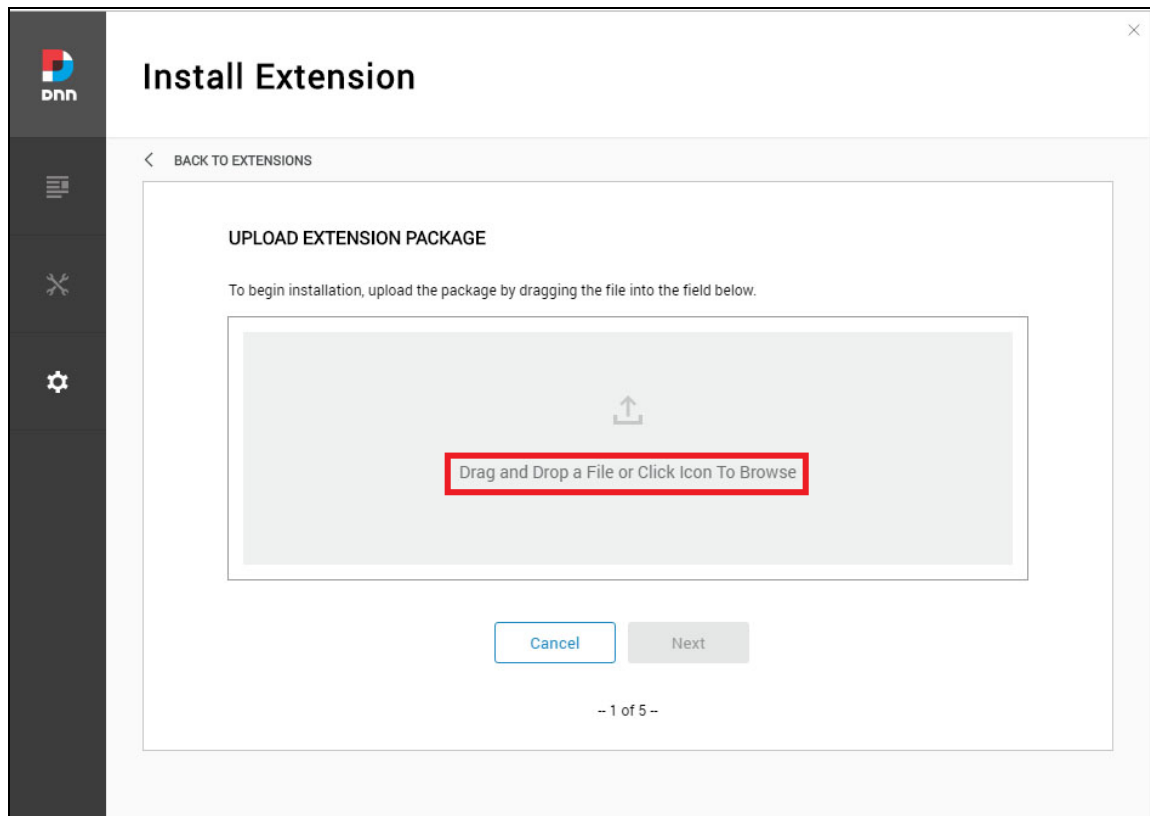 dnn
Install Extension
BACK TO EXTENSIONS
UPLOAD EXTENSION PACKAGE
To begin installation, upload the package by dragging the file into the field below.
Drag and Drop a File or Click Icon To Browse
Cancel
Next
-- 1 of 5 --